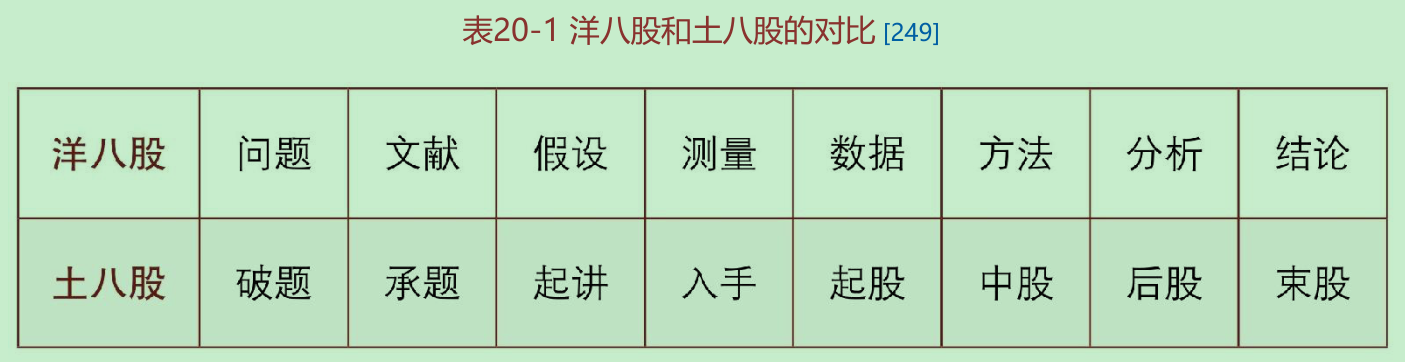 表20-1 洋八股和土八股的对比 [249]
洋八股 问题 文献 假设 测量 数据 方法 分析 结论
土八股 破题 承题 起讲 入手 起股 中股 后股 束股